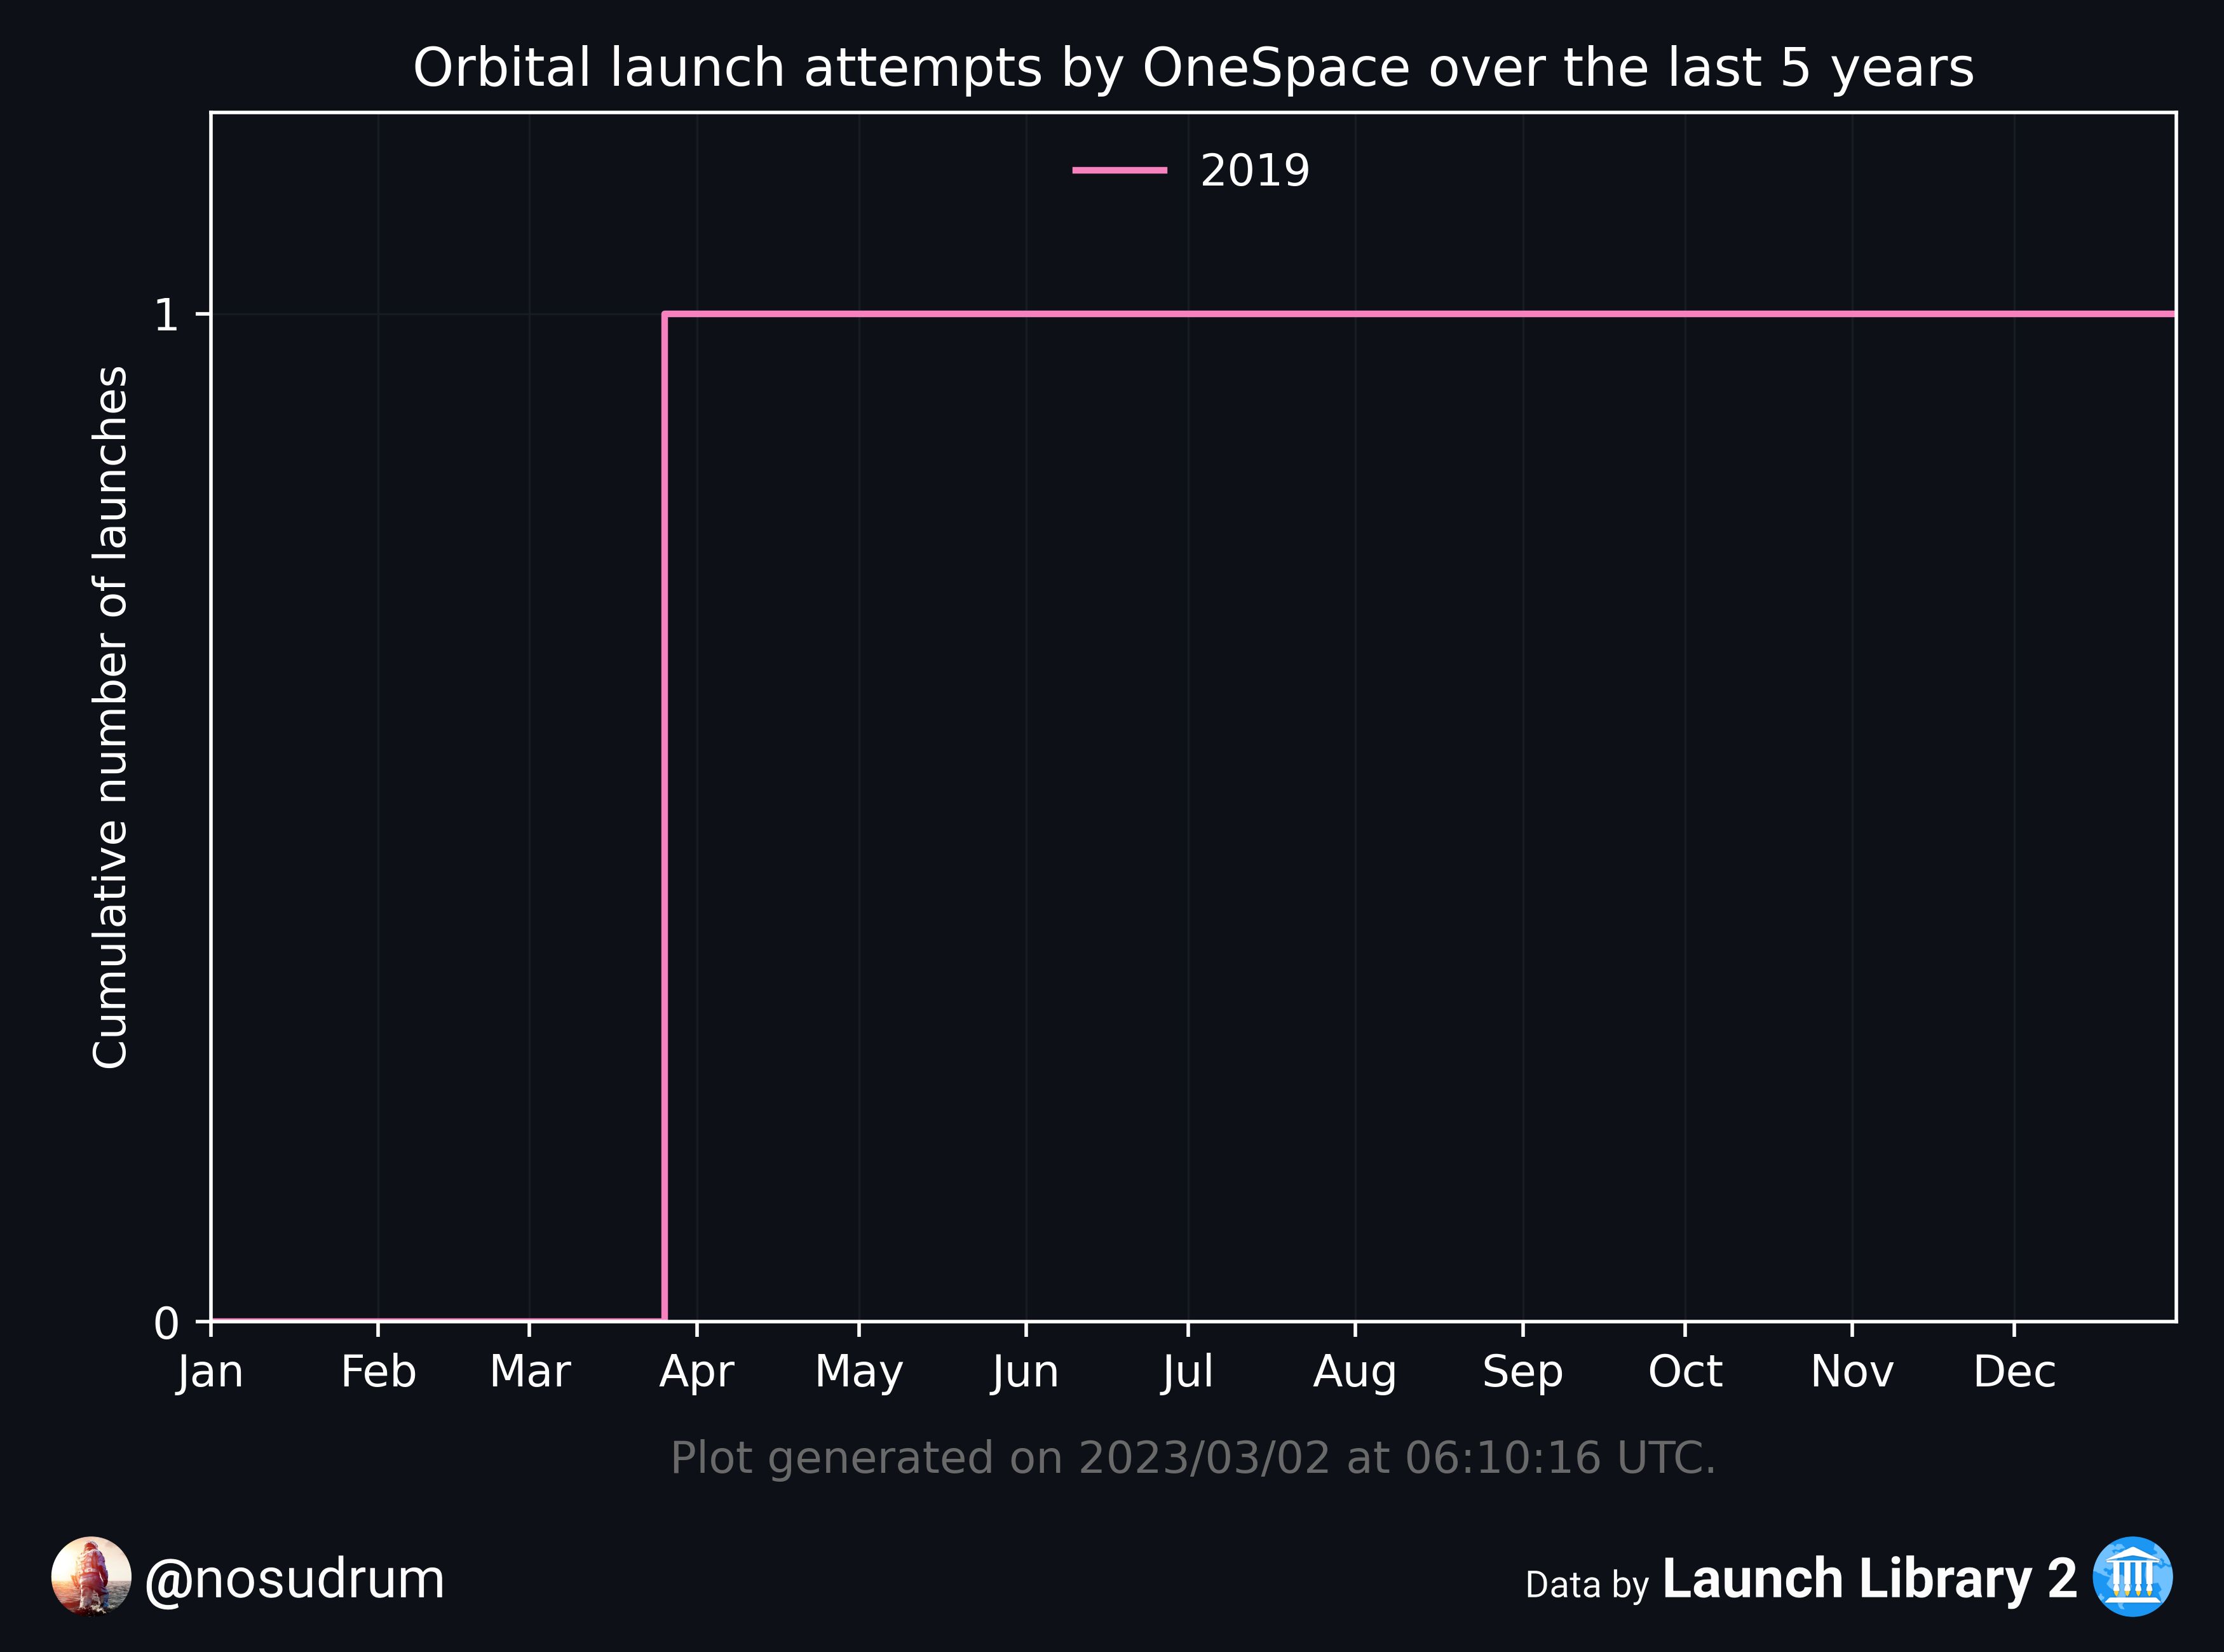 Orbital launch attempts by OneSpace over the last 5 years
2019
Cumulative number of launches
1
0
Jan Feb Mar Apr May Jun Jul Aug Sep Oct Nov Dec
Plot generated on 2023/03/02 at 06:10:16 UTC.
@nosudrum
Data by Launch Library 2